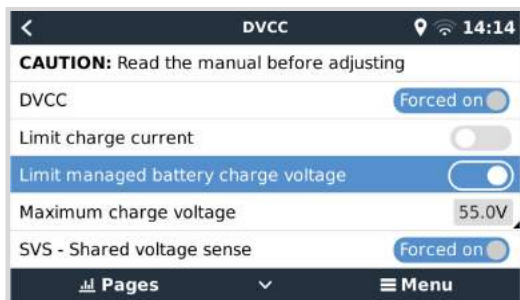 DVCC 14:14
CAUTION: Read the manual before adjusting
DVCC Forced on
Limit charge current
Limit managed battery charge voltage
Maximum charge voltage 55.0V
SVS - Shared voltage sense Forced on
Pages Menu